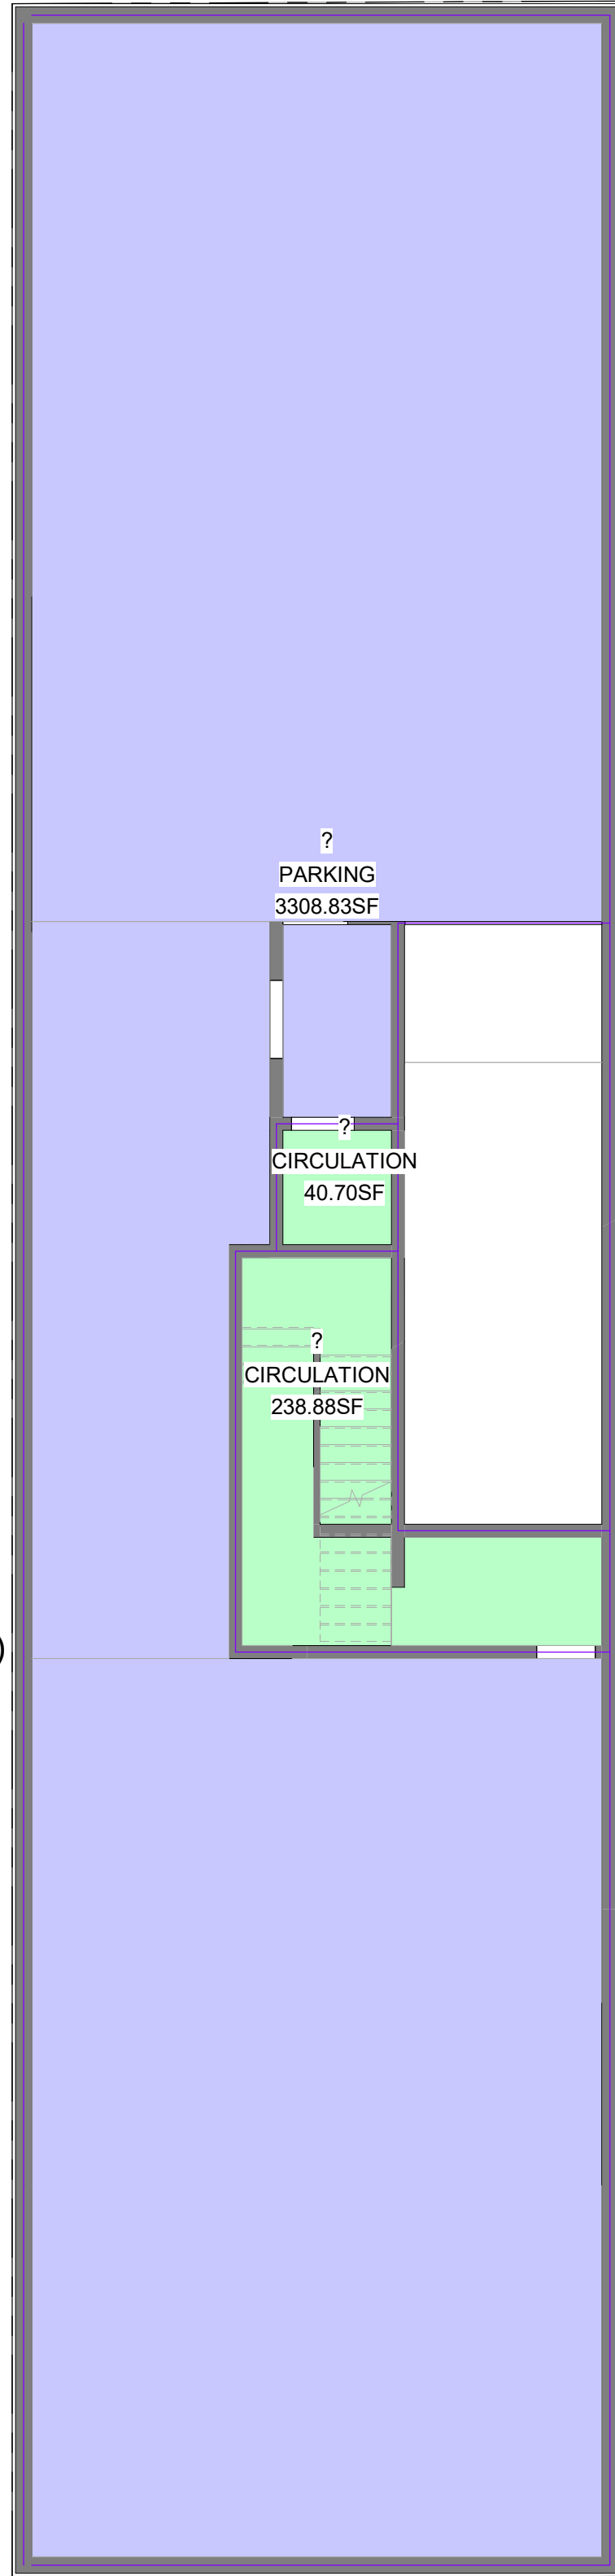 ?
PARKING
3308.83SF
?
CIRCULATION
40.70SF
?
CIRCULATION
238.88SF
)